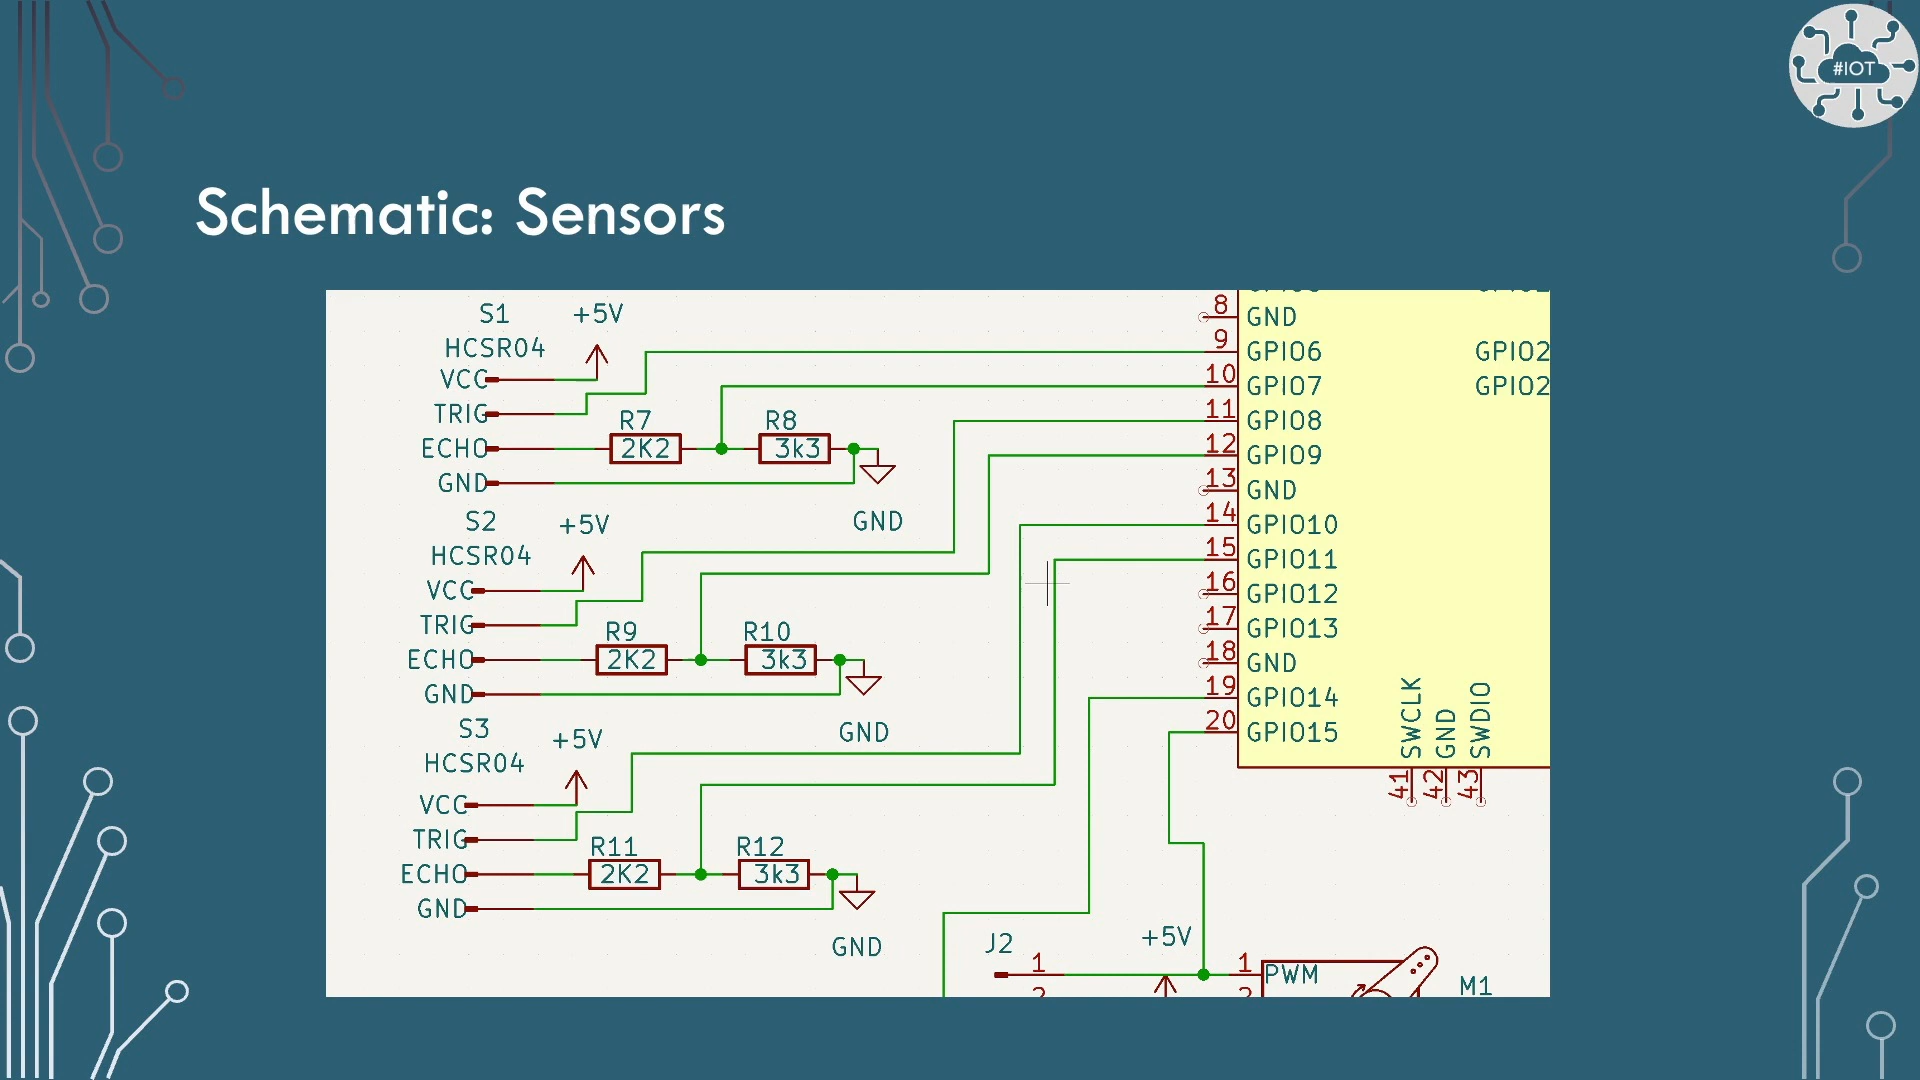 #IOT
Schematic: Sensors
S1
+5V
HCSR04
VCC
TRIG
ECHO
GND
R7
2K2
R8
3k3
GND
S2
+5V
HCSR04
VCC
TRIG
ECHO
GND
R9
2K2
R10
3k3
GND
S3
+5V
HCSR04
VCC
TRIG
ECHO
GND
R11
2K2
R12
3k3
GND
8 GND
9 GPIO6
10 GPIO7
11 GPIO8
12 GPIO9
13 GND
14 GPIO10
15 GPIO11
16 GPIO12
17 GPIO13
18 GND
19 GPIO14
20 GPIO15
GPIO2
GPIO2
SWCLK
GND
SWDIO
41
42
43
J2
1
2
+5V
1
2
PWM
M1